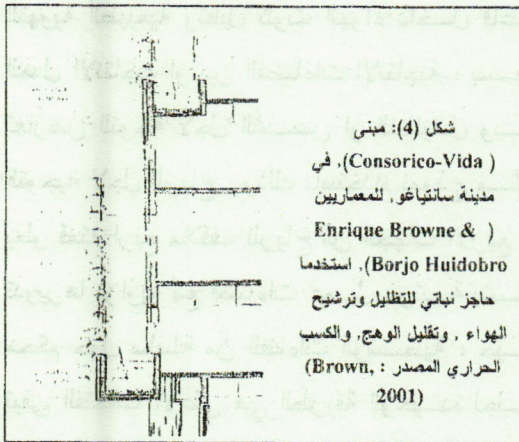 شكل (4): مبنى
(Consorico-Vida)، في
مدينة سانتياغو، للمعماريين
( Enrique Browne &
Borjo Huidobro)، استخدما
حاجز نباتي للتظليل وترشيح
الهواء ، وتقليل الوهج، والكسب
الحراري المصدر : (Brown,
2001)